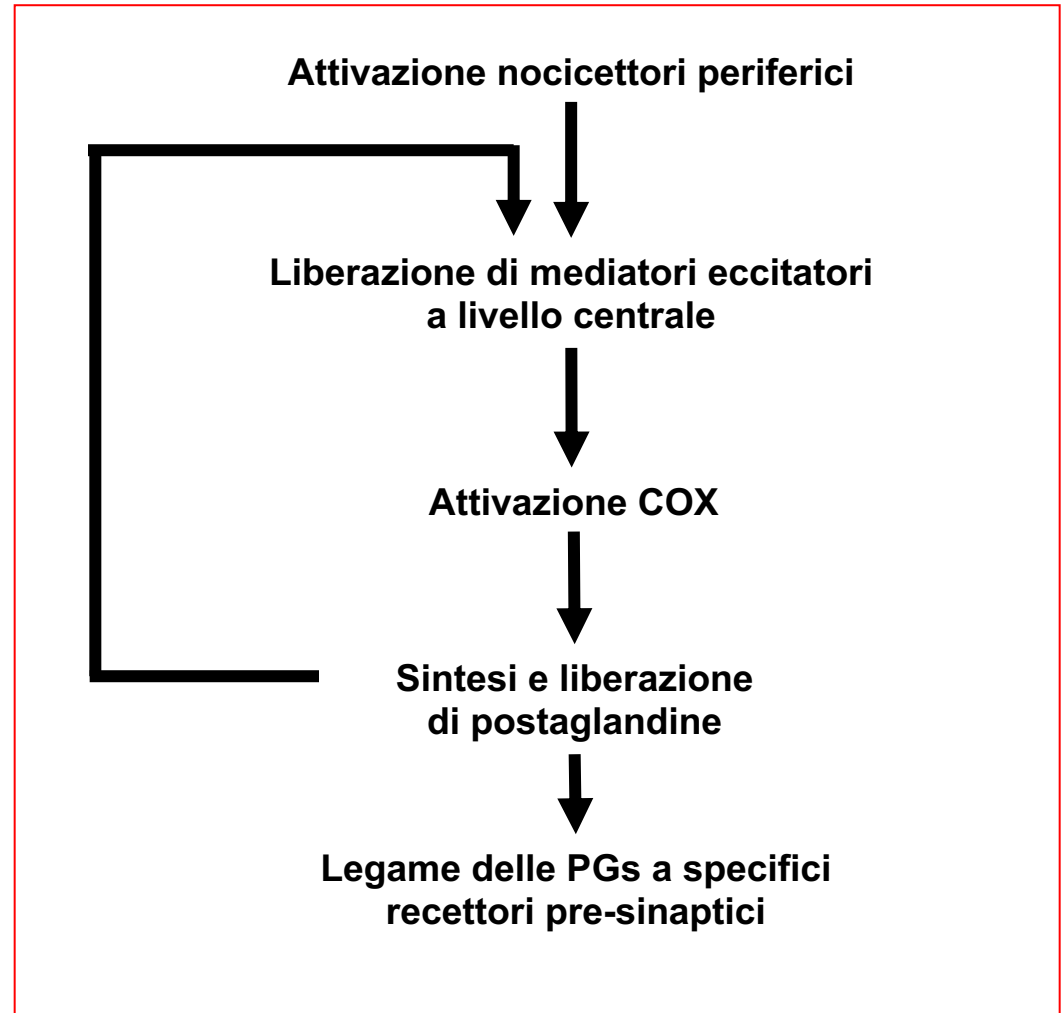 Attivazione nocicettori periferici
Liberazione di mediatori eccitatori
a livello centrale
Attivazione COX
Sintesi e liberazione
di postaglandine
Legame delle PGs a specifici
recettori pre-sinaptici